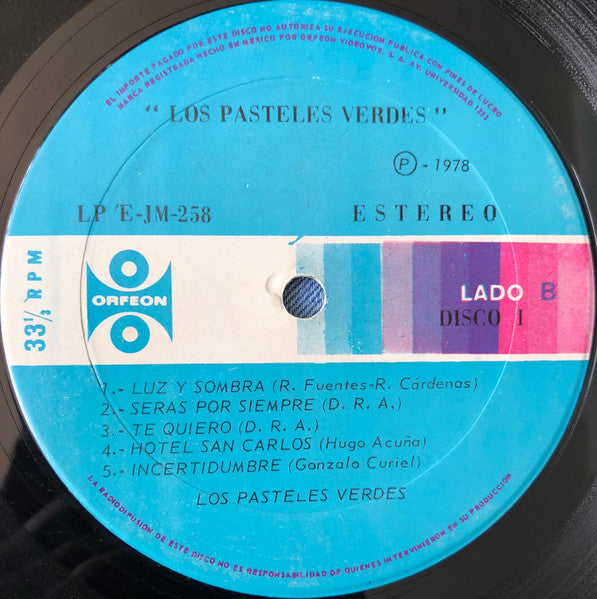 EL IMPORTE PAGADO POR ESTE DISCO NO AUTORIZA SU EJECUCION PUBLICA CON FINES DE LUCRO
MARCA REGISTRADA HECHO EN MEXICO POR ORFEON VIDEOVOX, S. A. AV. UNIVERSIDAD 1273
" LOS PASTELES VERDES "
Ⓟ - 1978
LP 'E-JM-258
ESTEREO
33⅓ RPM
ORFEON
LADO B
DISCO I
1.- LUZ Y SOMBRA (R. Fuentes-R. Cárdenas)
2.- SERAS POR SIEMPRE (D. R. A.)
3.- TE QUIERO (D. R. A.)
4.- HOTEL SAN CARLOS (Hugo Acuña)
5.- INCERTIDUMBRE (Gonzalo Curiel)
LOS PASTELES VERDES
LA RADIO DIFUSION DE ESTE DISCO NO ES RESPONSABILIDAD DE QUIENES INTERVINIERON EN SU PRODUCCION